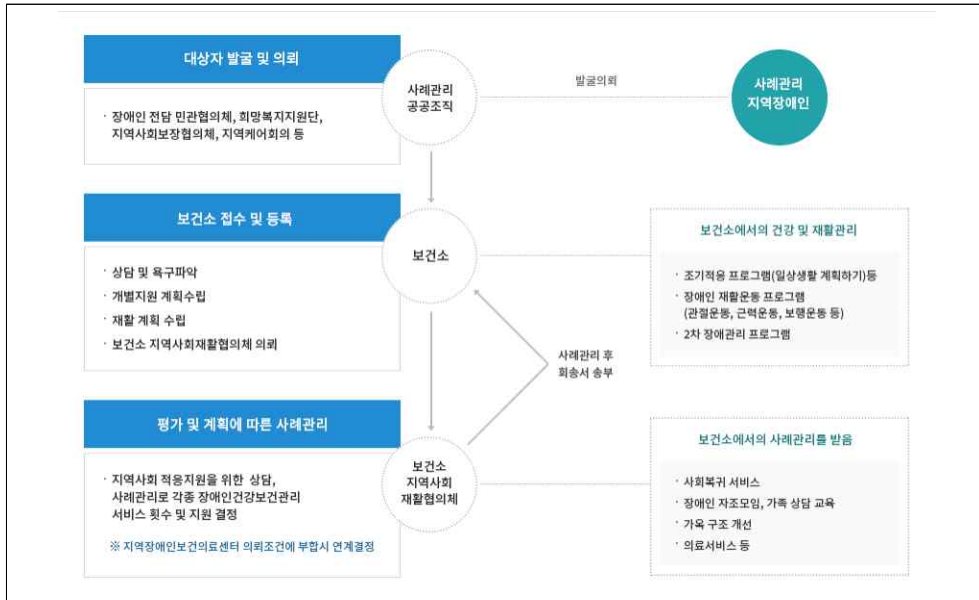 대상자 발굴 및 의뢰
· 장애인 전담 민관협의체, 희망복지지원단,
지역사회보장협의체, 지역케어회의 등
사례관리
공공조직
발굴의뢰
사례관리
지역장애인
보건소 접수 및 등록
· 상담 및 욕구파악
· 개별지원 계획수립
· 재활 계획 수립
· 보건소 지역사회재활협의체 의뢰
보건소
보건소에서의 건강 및 재활관리
· 조기적응 프로그램(일상생활 계획하기)등
· 장애인 재활운동 프로그램
(관절운동, 근력운동, 보행운동 등)
· 2차 장애관리 프로그램
사례관리 후
회송서 송부
평가 및 계획에 따른 사례관리
· 지역사회 적응지원을 위한 상담,
사례관리로 각종 장애인건강보건관리
서비스 횟수 및 지원 결정
※ 지역장애인보건의료센터 의뢰조건에 부합시 연계결정
보건소
지역사회
재활협의체
보건소에서의 사례관리를 받음
· 사회복귀 서비스
· 장애인 자조모임, 가족 상담 교육
· 가옥 구조 개선
· 의료서비스 등